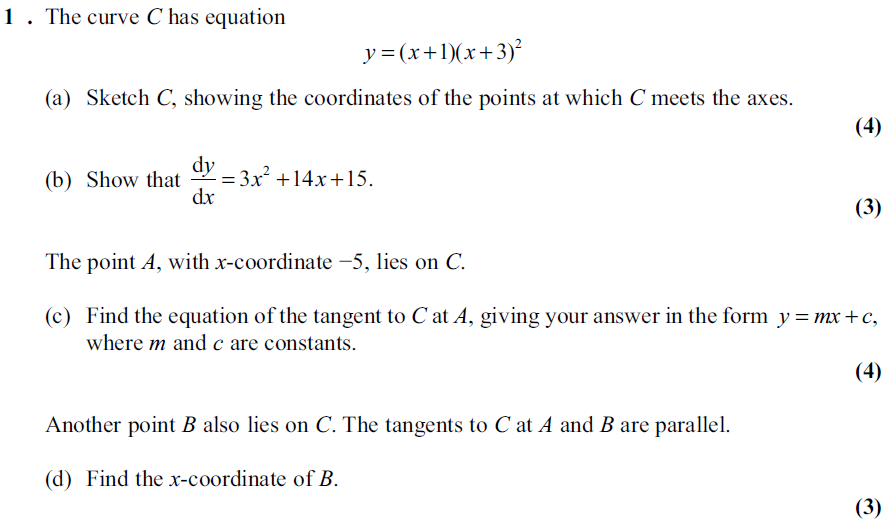 1 . The curve C has equation
y = (x+1)(x+3)²
(a) Sketch C, showing the coordinates of the points at which C meets the axes.
(4)
(b) Show that dy/dx = 3x² +14x+15.
(3)
The point A, with x-coordinate −5, lies on C.
(c) Find the equation of the tangent to C at A, giving your answer in the form y = mx + c,
where m and c are constants.
(4)
Another point B also lies on C. The tangents to C at A and B are parallel.
(d) Find the x-coordinate of B.
(3)